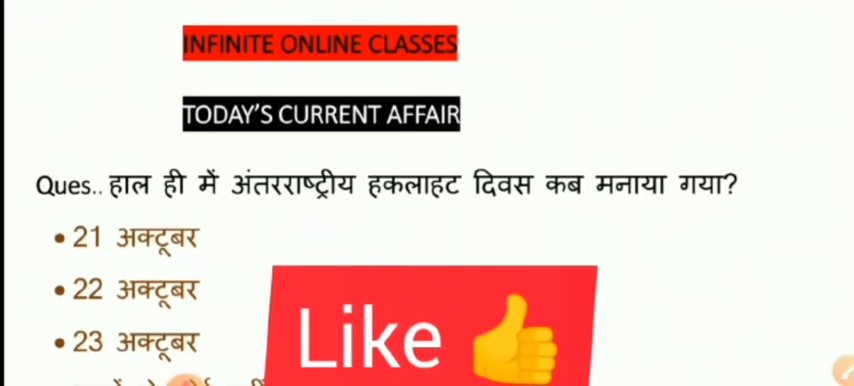 INFINITE ONLINE CLASSES
TODAY'S CURRENT AFFAIR
Ques.. हाल ही में अंतरराष्ट्रीय हकलाहट दिवस कब मनाया गया?
• 21 अक्टूबर
• 22 अक्टूबर
• 23 अक्टूबर
Like